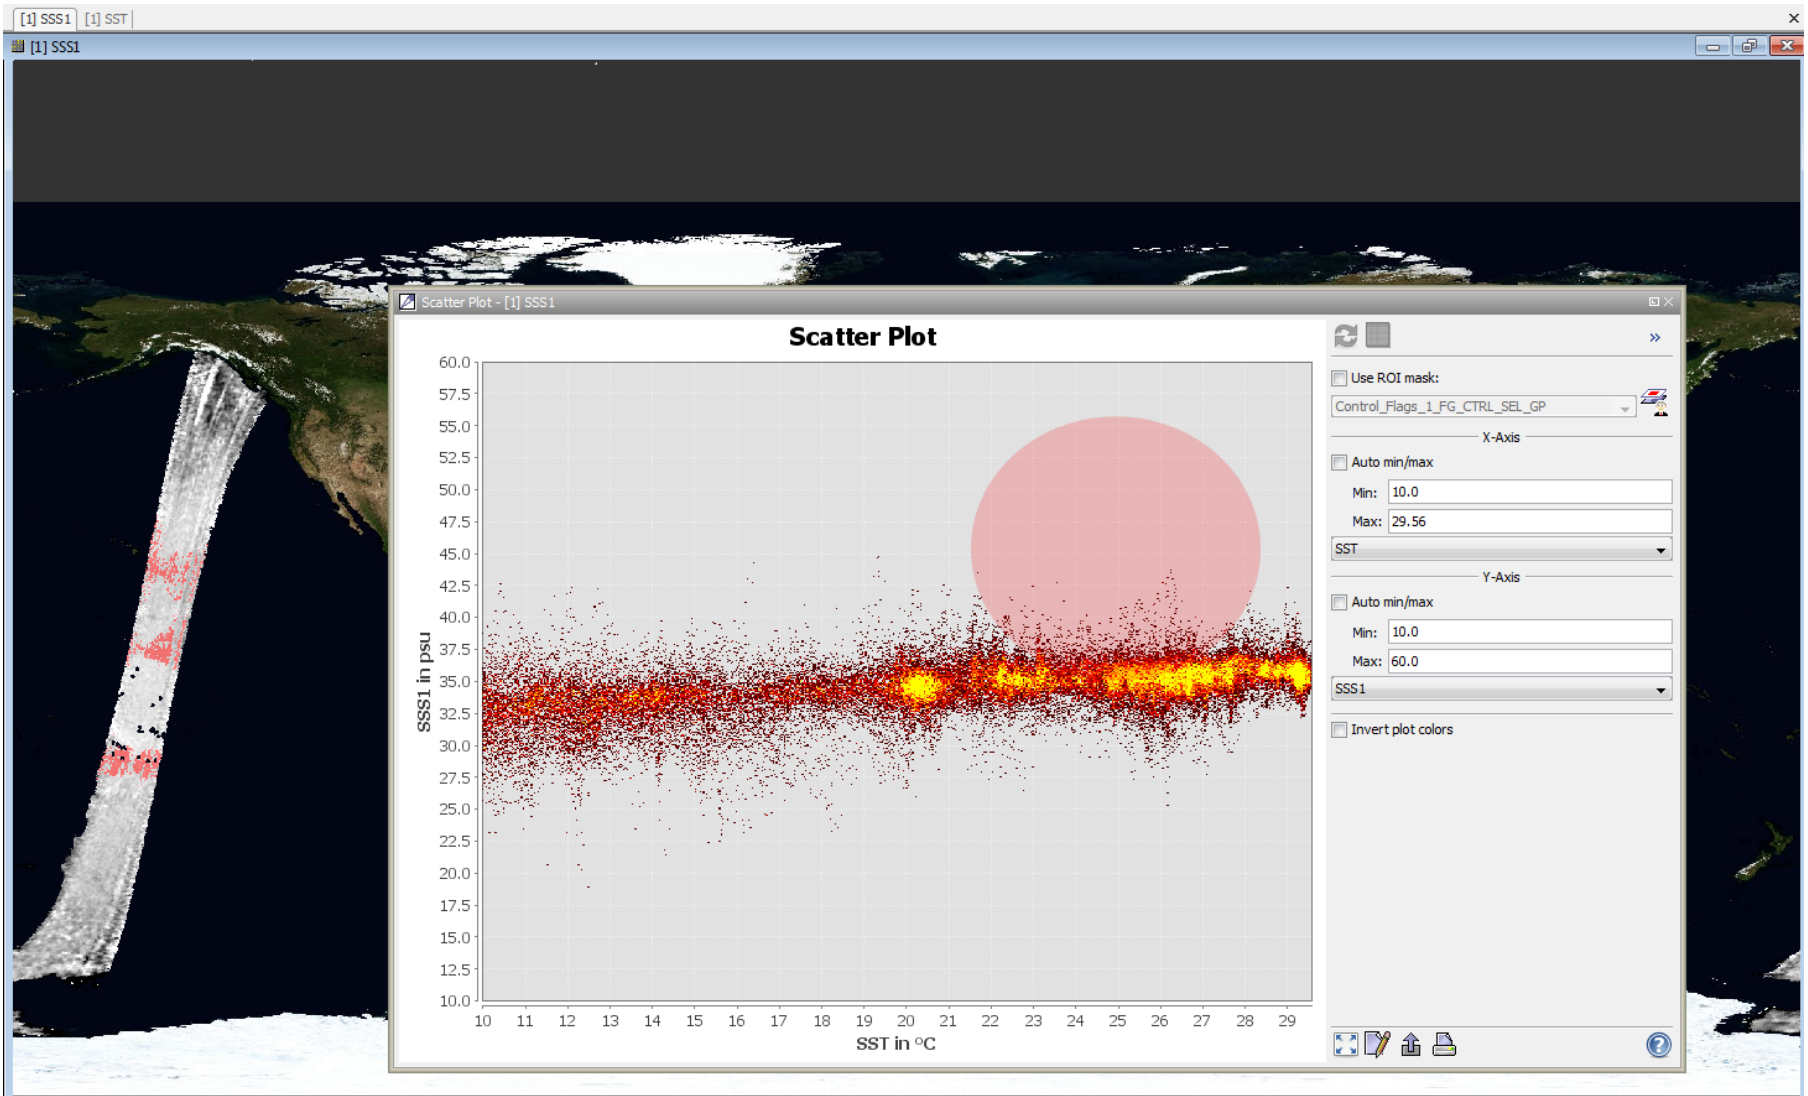 [1] SSS1 [1] SST
[1] SSS1
Scatter Plot - [1] SSS1
Scatter Plot
60.0
57.5
55.0
52.5
50.0
47.5
45.0
42.5
40.0
37.5
35.0
32.5
30.0
27.5
25.0
22.5
20.0
17.5
15.0
12.5
10.0
SSS1 in psu
10 11 12 13 14 15 16 17 18 19 20 21 22 23 24 25 26 27 28 29
SST in °C
»
Use ROI mask:
Control_Flags_1_FG_CTRL_SEL_GP
X-Axis
Auto min/max
Min: 10.0
Max: 29.56
SST
Y-Axis
Auto min/max
Min: 10.0
Max: 60.0
SSS1
Invert plot colors
?